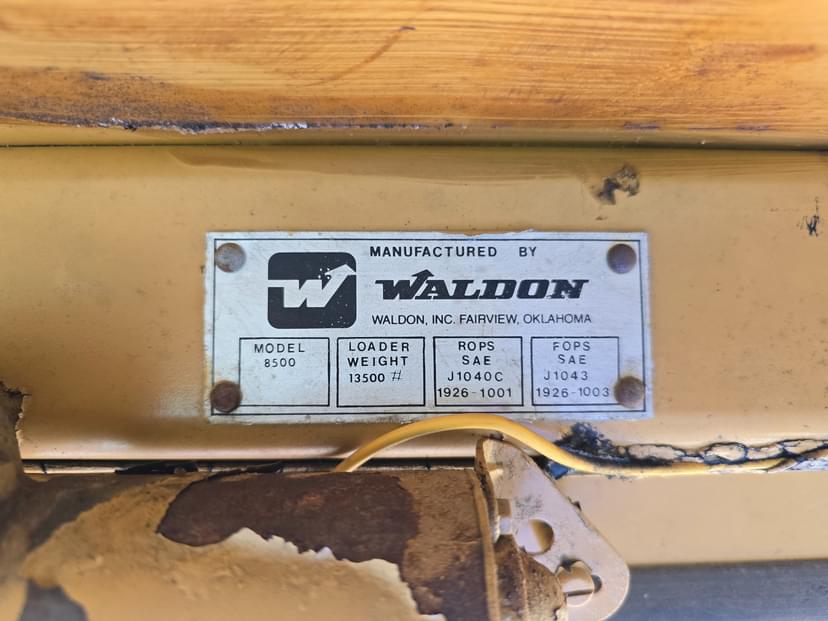 MANUFACTURED BY
W WALDON
WALDON, INC. FAIRVIEW, OKLAHOMA
MODEL
8500
LOADER
WEIGHT
13500 #
ROPS
SAE
J1040C
1926-1001
FOPS
SAE
J1043
1926-1003